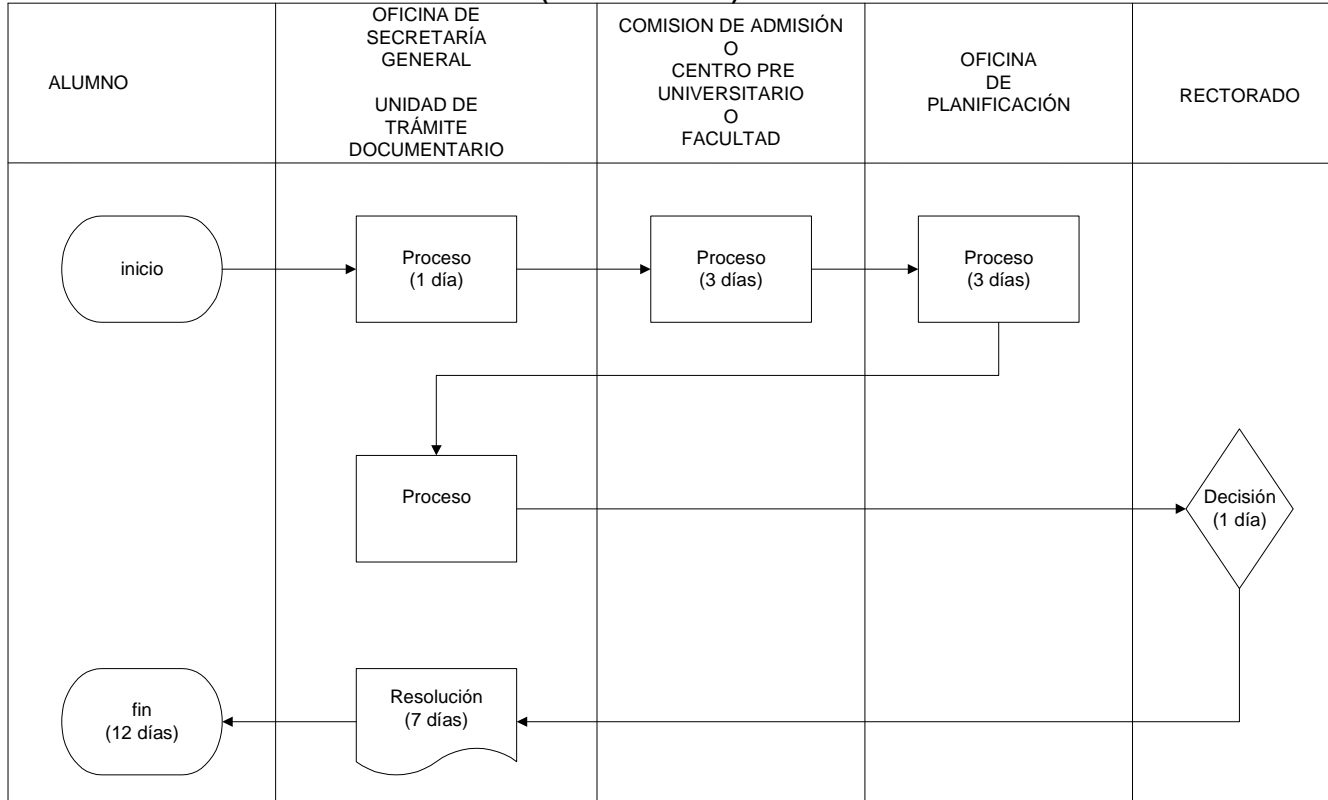 ALUMNO
OFICINA DE
SECRETARÍA
GENERAL
UNIDAD DE
TRÁMITE
DOCUMENTARIO
COMISION DE ADMISIÓN
O
CENTRO PRE
UNIVERSITARIO
O
FACULTAD
OFICINA
DE
PLANIFICACIÓN
RECTORADO
inicio
Proceso
(1 día)
Proceso
(3 días)
Proceso
(3 días)
Proceso
Decisión
(1 día)
fin
(12 días)
Resolución
(7 días)